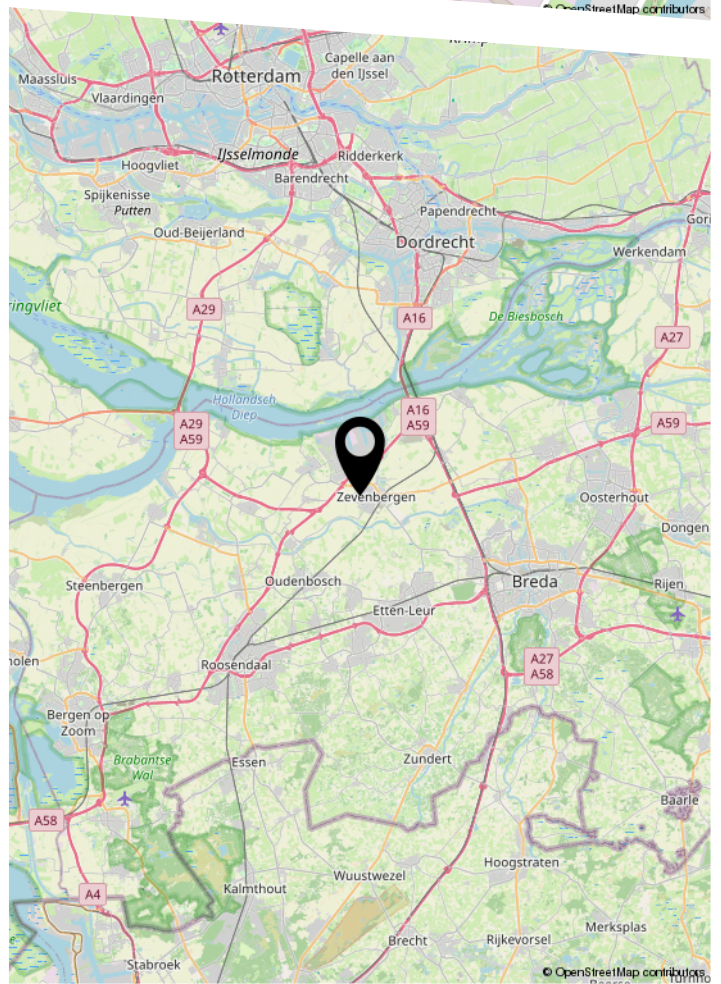 © OpenStreetMap contributors
Capelle aan
den IJssel
Rotterdam
Maassluis
Vlaardingen
IJsselmonde
Ridderkerk
Hoogvliet
Barendrecht
Spijkenisse
Putten
Papendrecht
Oud-Beijerland
Dordrecht
Werkendam
ringvliet
A29
A16
De Biesbosch
A27
Hollandsch
Diep
A16
A59
A29
A59
A59
Zevenbergen
Oosterhout
Dongen
Steenbergen
Oudenbosch
Breda
Rijen
Etten-Leur
Roosendaal
A27
A58
Bergen op
Zoom
Brabantse
Wal
Essen
Zundert
Baarle
A58
Hoogstraten
Wuustwezel
Kalmthout
A4
Merksplas
Brecht
Rijkevorsel
Stabroek
© OpenStreetMap contributors